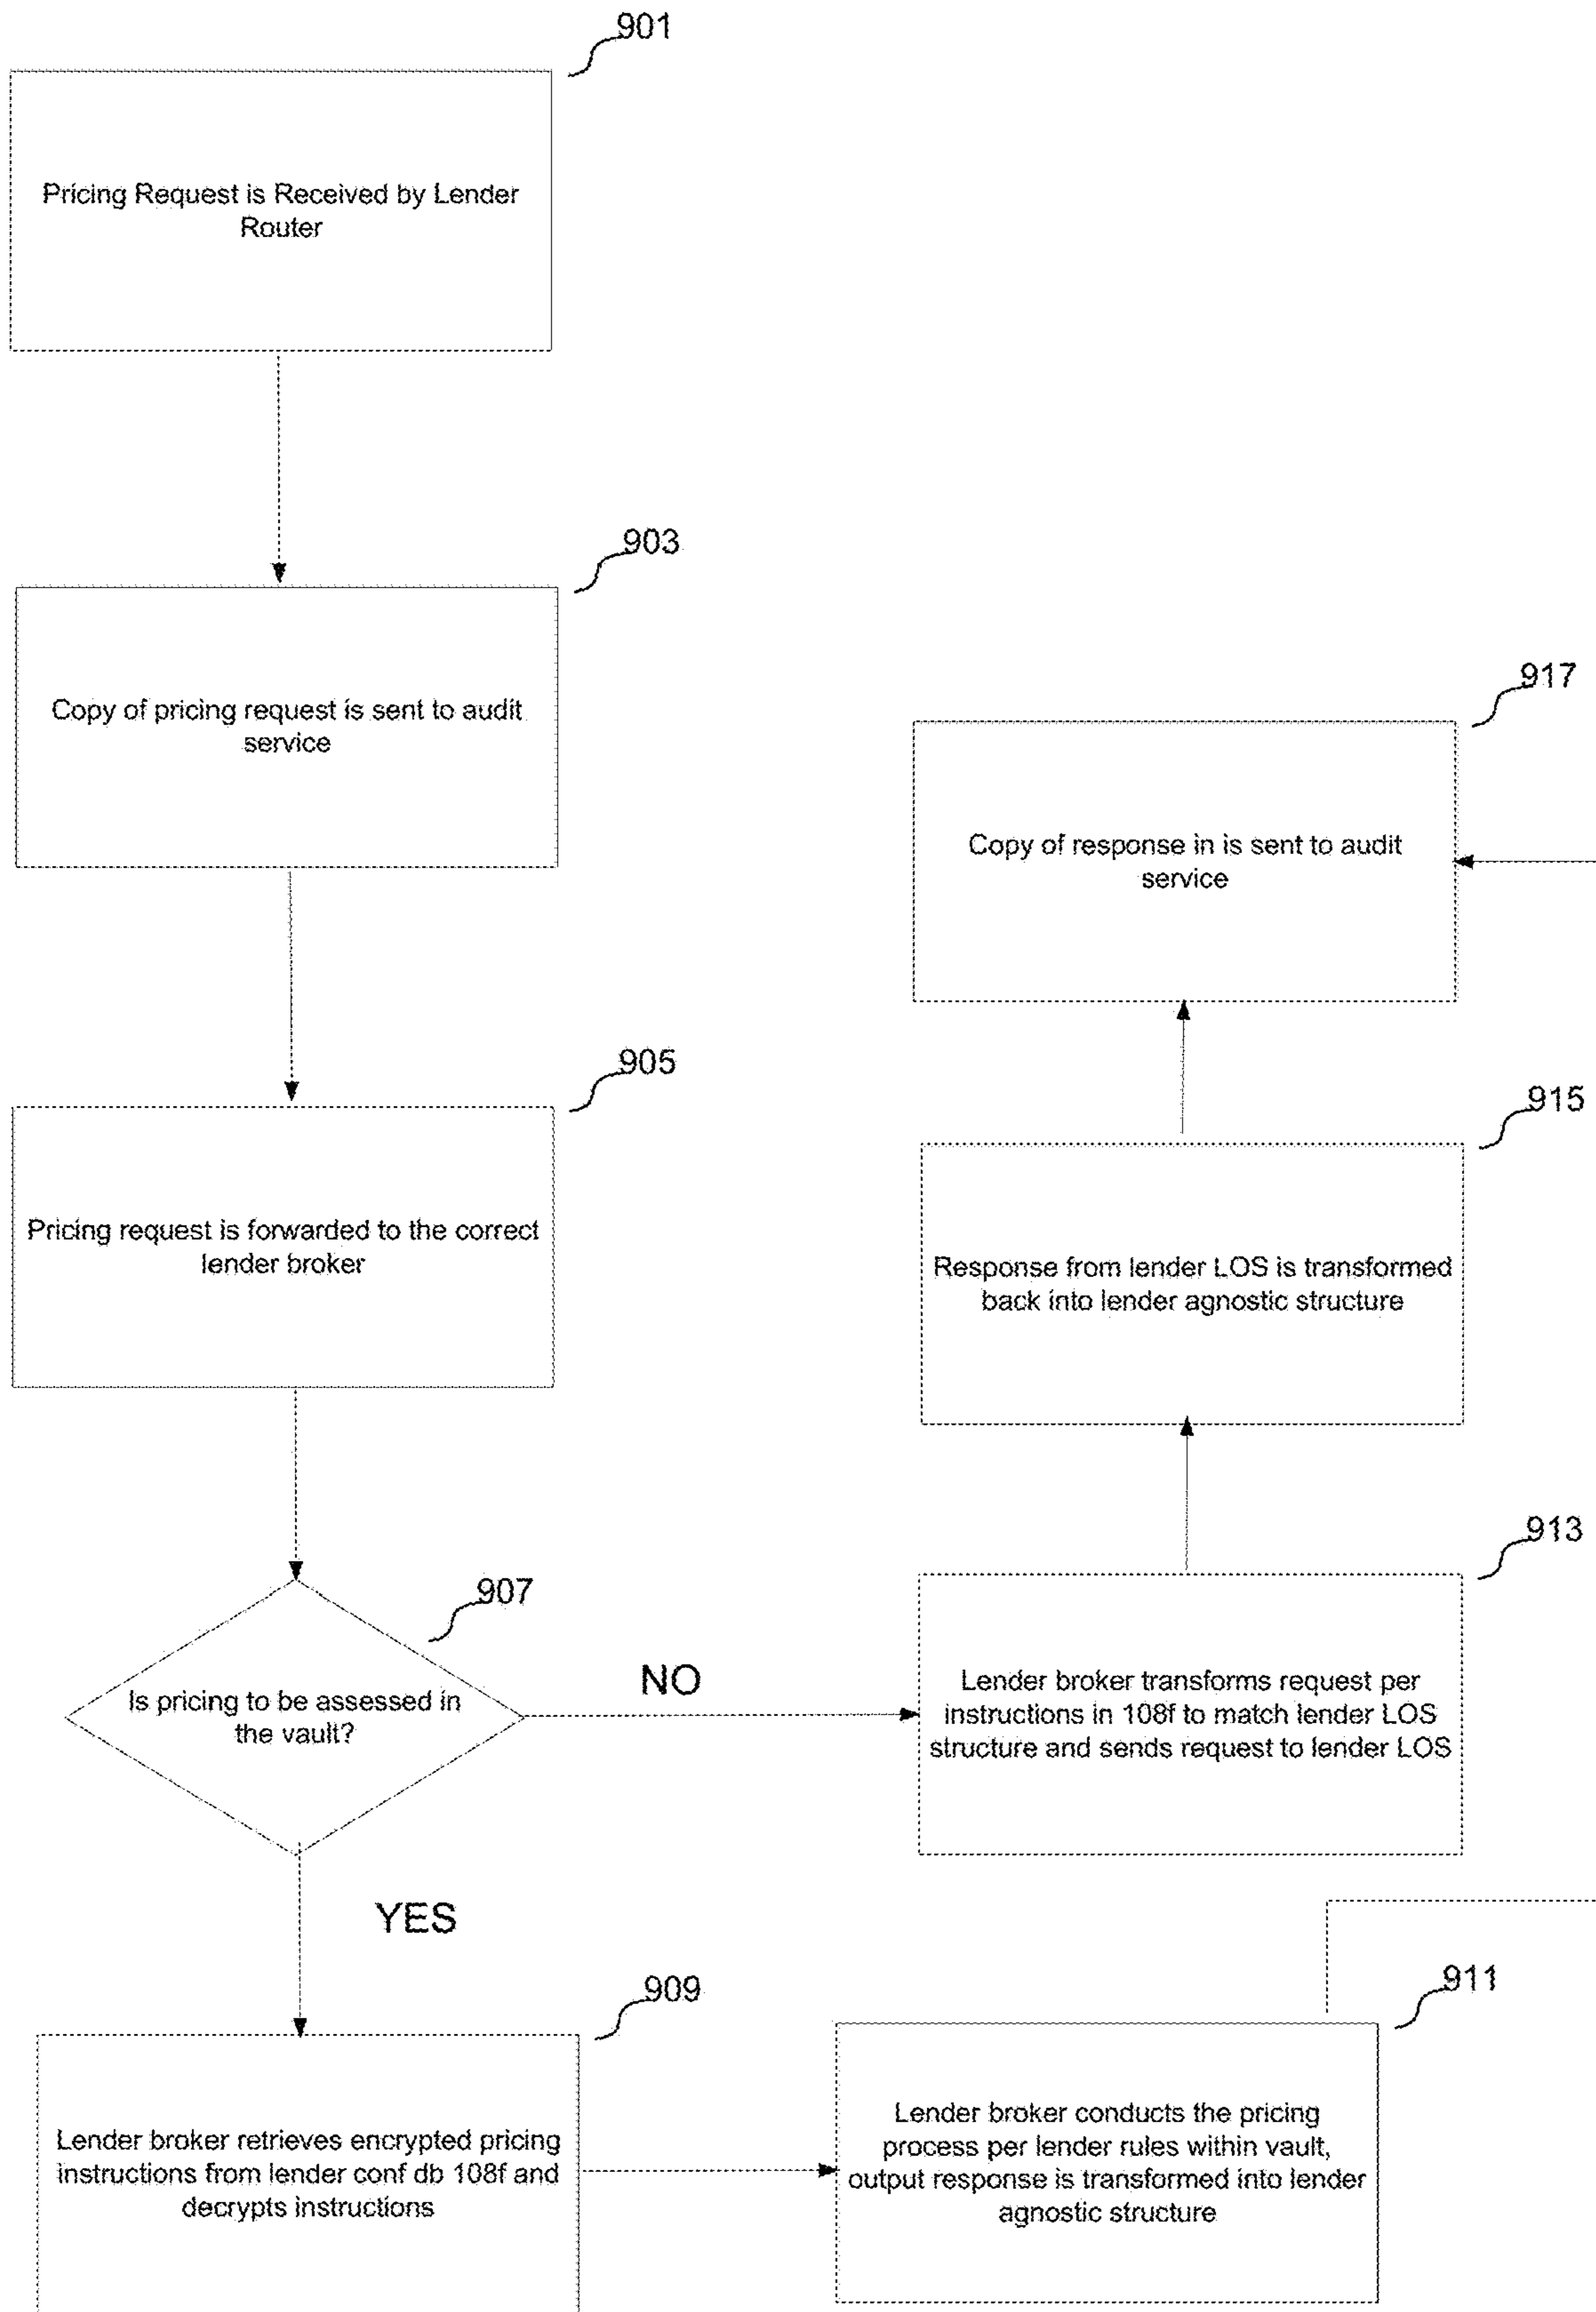 901
Pricing Request is Received by Lender
Router
903
Copy of pricing request is sent to audit
service
905
Pricing request is forwarded to the correct
lender broker
907
Is pricing to be assessed in
the vault?
NO
YES
909
Lender broker retrieves encrypted pricing
instructions from lender conf db 108f and
decrypts instructions
911
Lender broker conducts the pricing
process per lender rules within vault,
output response is transformed into lender
agnostic structure
913
Lender broker transforms request per
instructions in 108f to match lender LOS
structure and sends request to lender LOS
915
Response from lender LOS is transformed
back into lender agnostic structure
917
Copy of response in is sent to audit
service